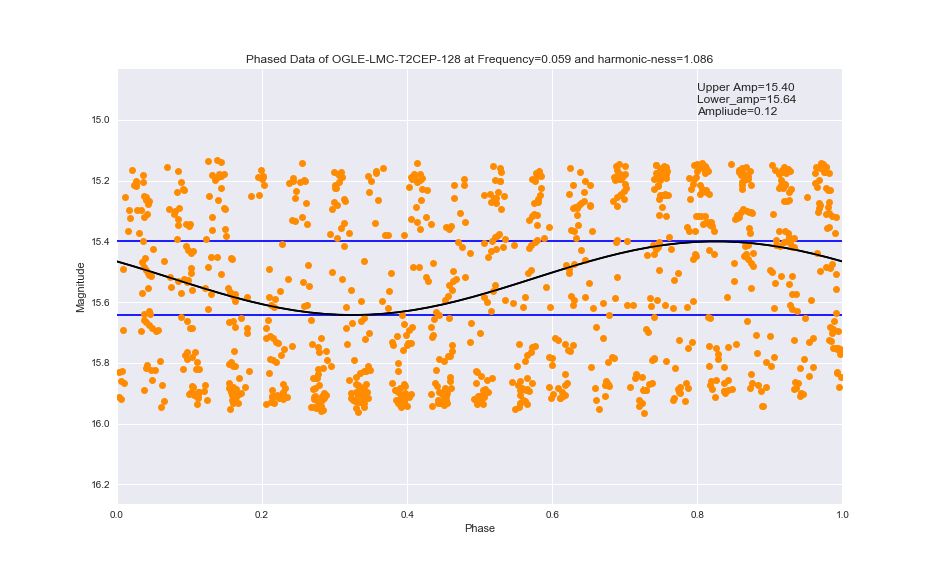 Phased Data of OGLE-LMC-T2CEP-128 at Frequency=0.059 and harmonic-ness=1.086
Upper Amp=15.40
Lower_amp=15.64
Ampliude=0.12
15.0
15.2
15.4
15.6
15.8
16.0
16.2
Magnitude
0.0
0.2
0.4
0.6
0.8
1.0
Phase